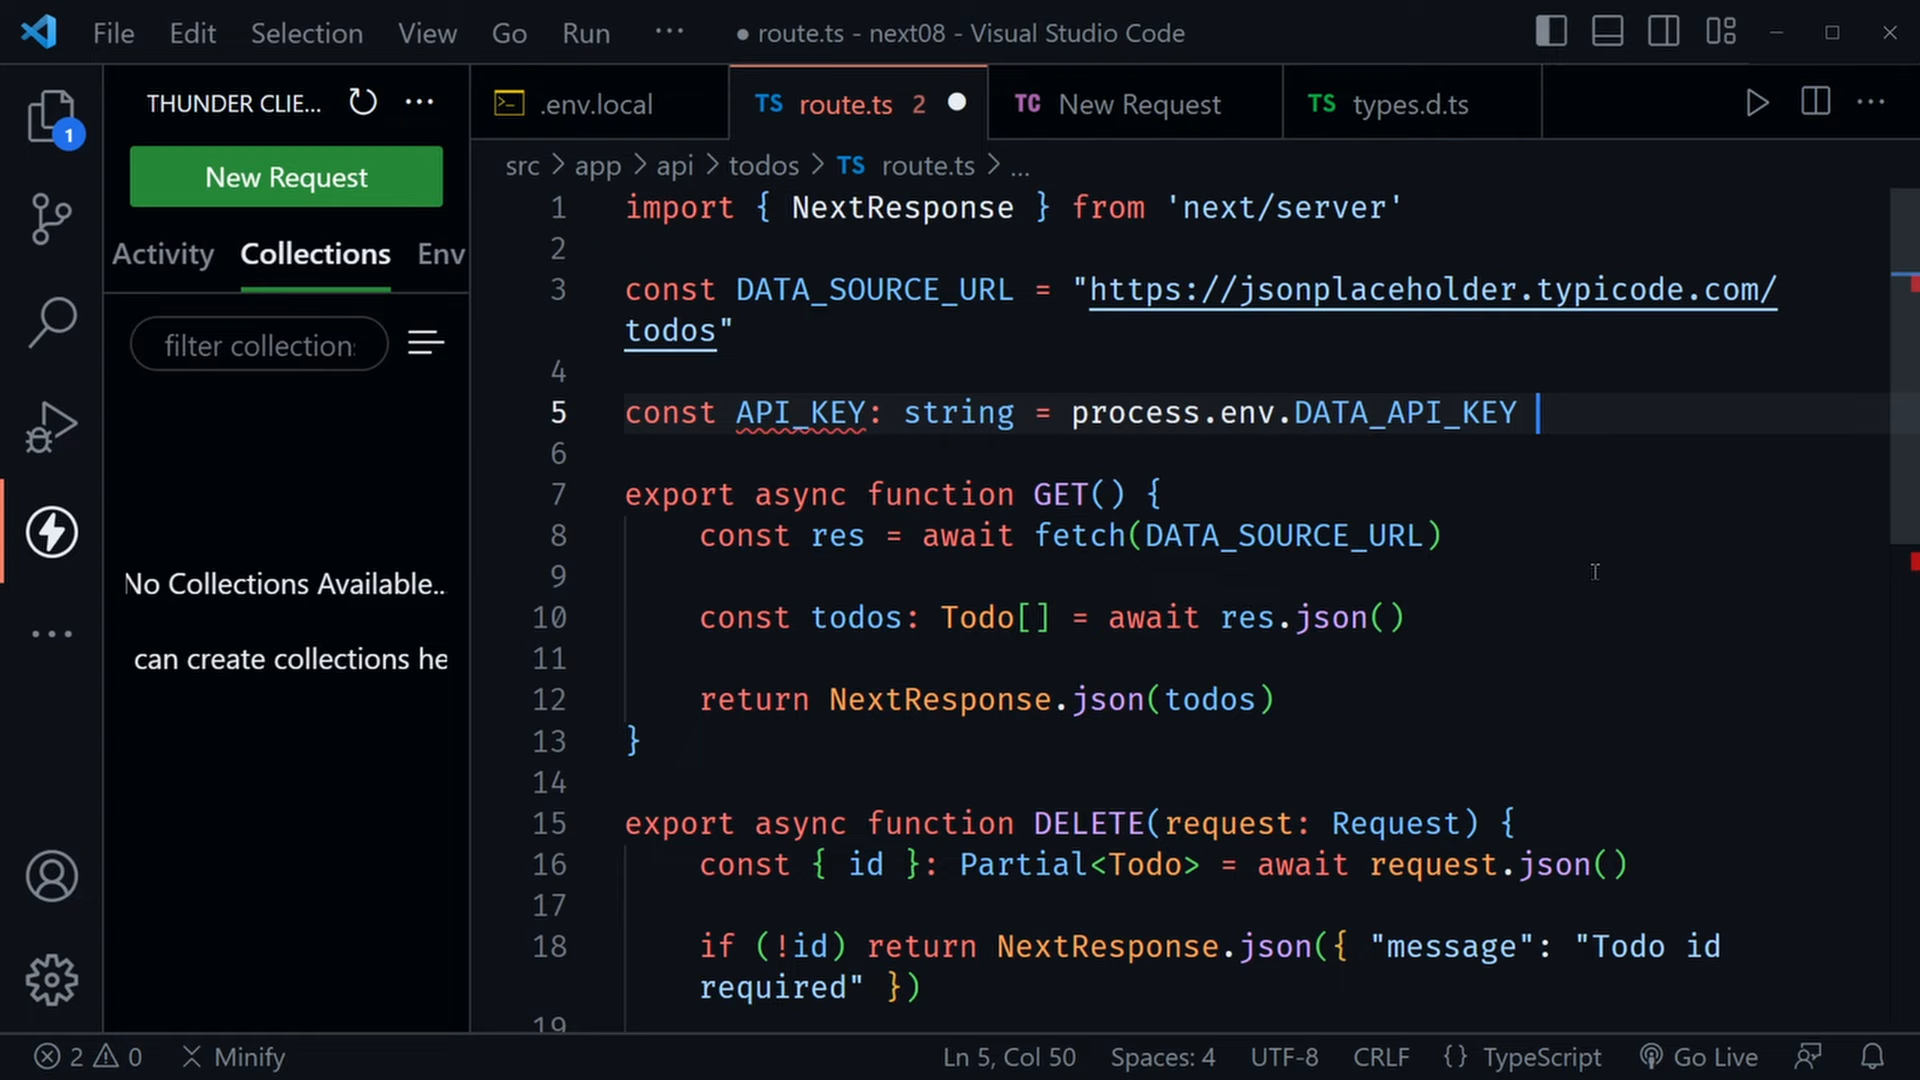 File Edit Selection View Go Run ··· ● route.ts - next08 - Visual Studio Code
1
THUNDER CLIE... ···
New Request
Activity Collections Env
filter collection
No Collections Available..
can create collections he
.env.local TS route.ts 2 TC New Request TS types.d.ts ···
src > app > api > todos > TS route.ts > ...
1 import { NextResponse } from 'next/server'
2
3 const DATA_SOURCE_URL = "https://jsonplaceholder.typicode.com/
todos"
4
5 const API_KEY: string = process.env.DATA_API_KEY
6
7 export async function GET() {
8 const res = await fetch(DATA_SOURCE_URL)
9
10 const todos: Todo[] = await res.json()
11
12 return NextResponse.json(todos)
13 }
14
15 export async function DELETE(request: Request) {
16 const { id }: Partial<Todo> = await request.json()
17
18 if (!id) return NextResponse.json({ "message": "Todo id
required" })
19
2 0 Minify Ln 5, Col 50 Spaces: 4 UTF-8 CRLF {} TypeScript Go Live